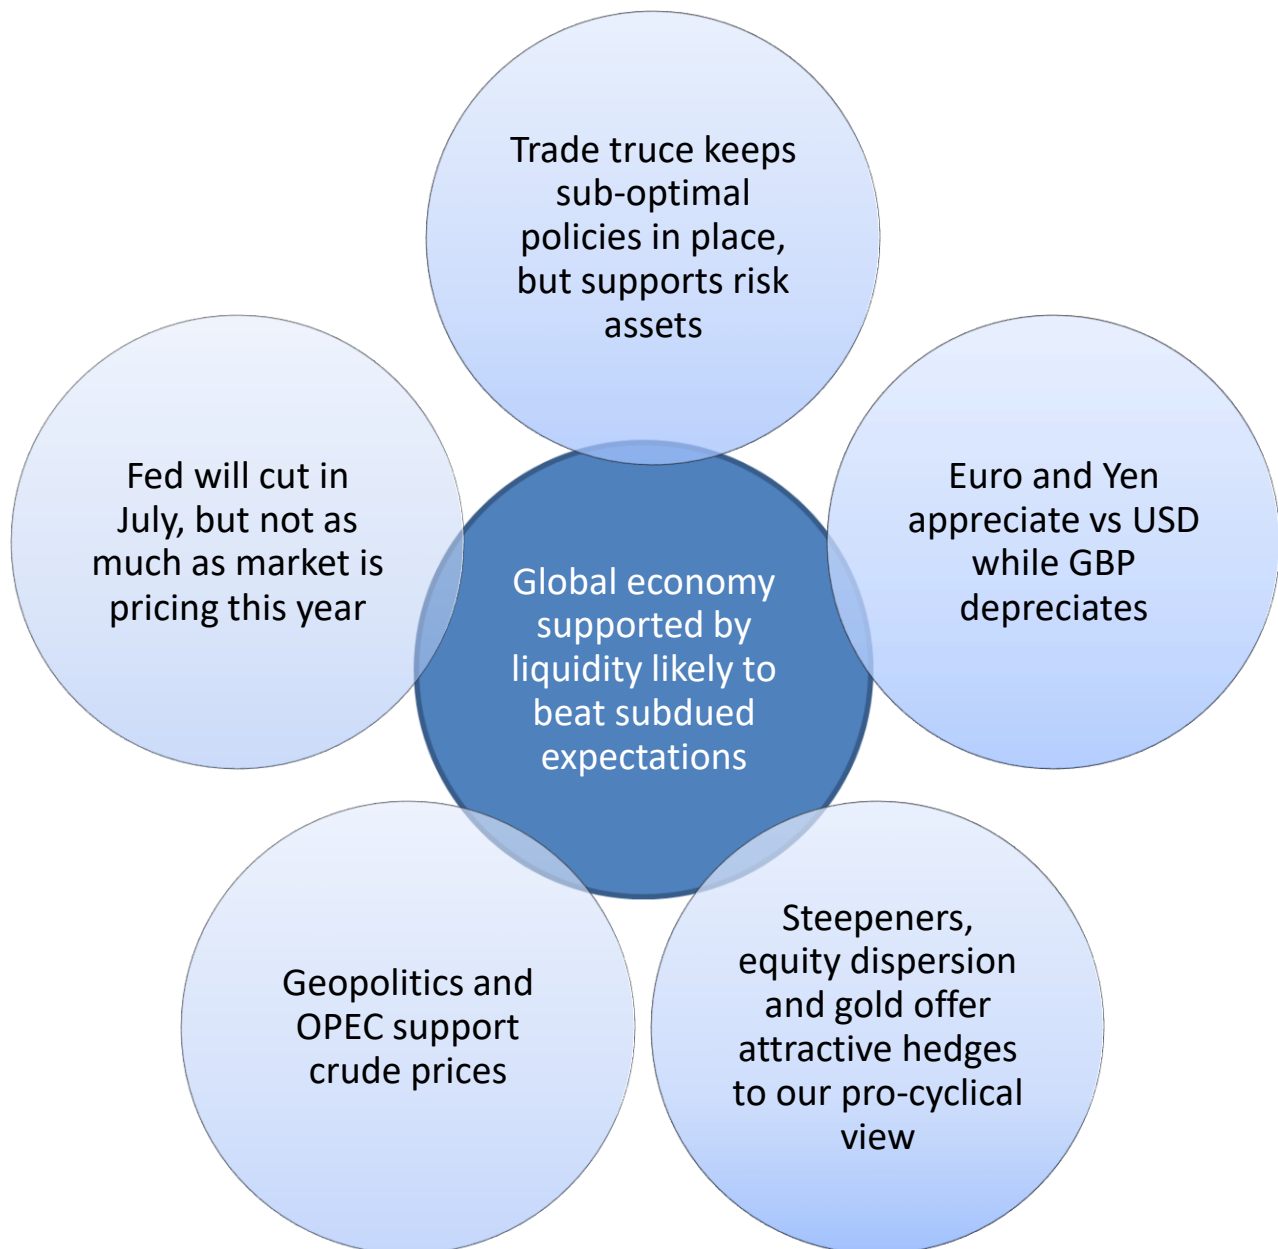 Trade truce keeps
sub-optimal
policies in place,
but supports risk
assets
Euro and Yen
appreciate vs USD
while GBP
depreciates
Steepeners,
equity dispersion
and gold offer
attractive hedges
to our pro-cyclical
view
Geopolitics and
OPEC support
crude prices
Fed will cut in
July, but not as
much as market is
pricing this year
Global economy
supported by
liquidity likely to
beat subdued
expectations